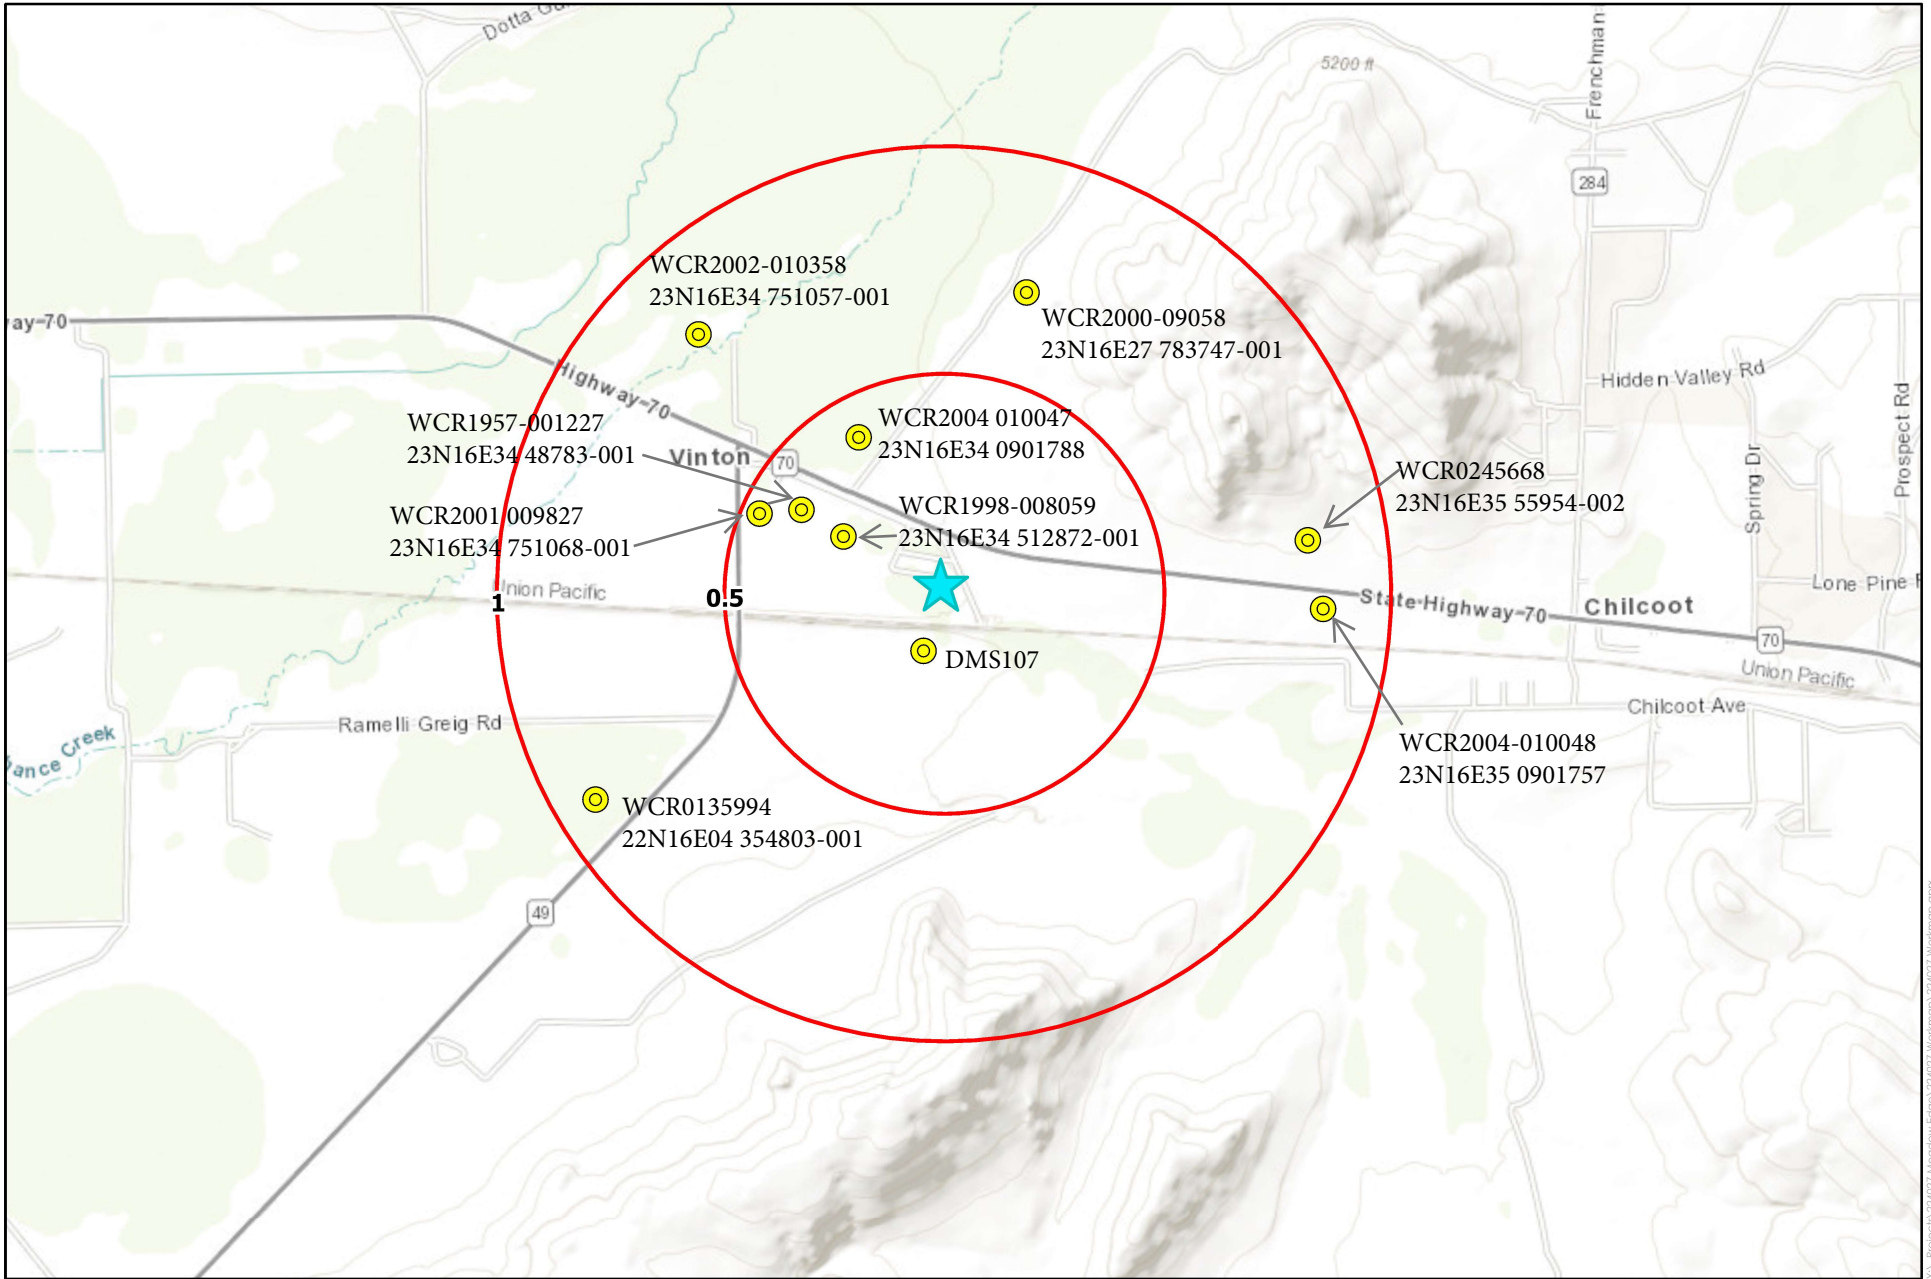 Dotta
5200 ft
Frenchman
284
WCR2002-010358
23N16E34 751057-001
WCR2000-09058
23N16E27 783747-001
ay-70
Highway-70
Hidden Valley Rd
Prospect Rd
WCR1957-001227
23N16E34 48783-001
Vinton
70
WCR2004 010047
23N16E34 0901788
WCR0245668
23N16E35 55954-002
Spring Dr
WCR2001 009827
23N16E34 751068-001
WCR1998-008059
23N16E34 512872-001
Union Pacific
1
0.5
State-Highway-70
Chilcoot
Lone Pine
70
DMS107
Union Pacific
Chilcoot Ave
Ramelli Greig Rd
ance Creek
WCR2004-010048
23N16E35 0901757
WCR0135994
22N16E04 354803-001
49